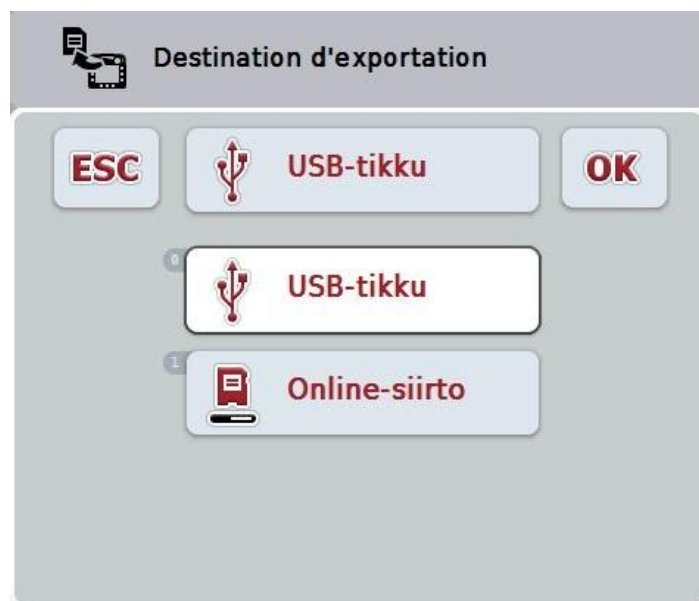 Destination d'exportation
ESC
USB-tikku
OK
0
USB-tikku
1
Online-siirto